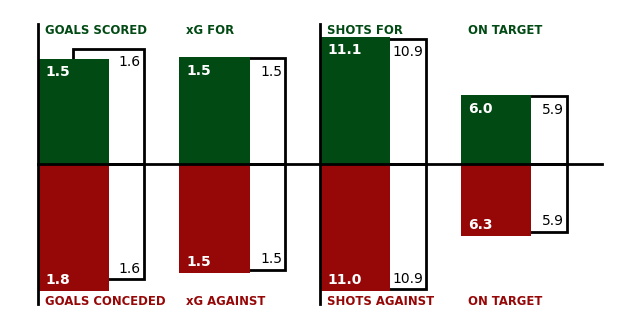 GOALS SCORED xG FOR SHOTS FOR ON TARGET
1.5 1.6 1.5 1.5 11.1 10.9 6.0 5.9
1.8 1.6 1.5 1.5 11.0 10.9 6.3 5.9
GOALS CONCEDED xG AGAINST SHOTS AGAINST ON TARGET